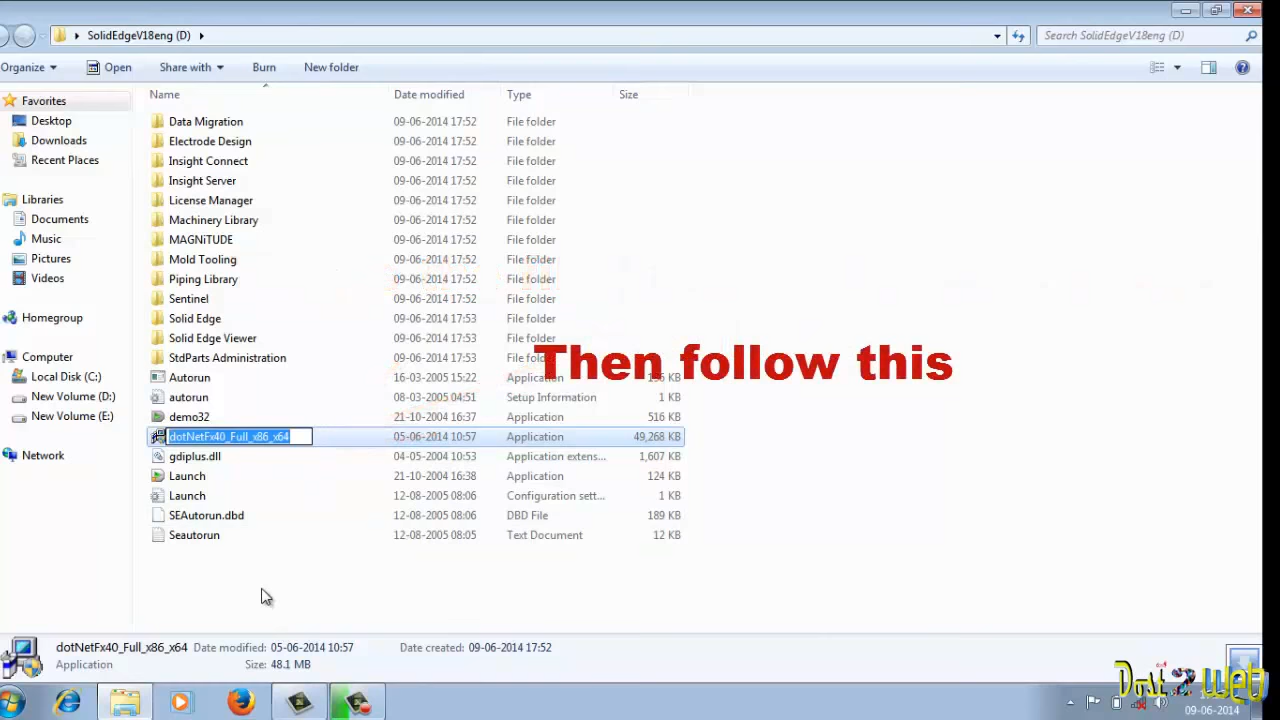 SolidEdgeV18eng (D)
Search SolidEdgeV18eng (D)
Organize Open Share with Burn New folder
Name Date modified Type Size
Favorites
Desktop
Downloads
Recent Places
Libraries
Documents
Music
Pictures
Videos
Homegroup
Computer
Local Disk (C:)
New Volume (D:)
New Volume (E:)
Network
Data Migration 09-06-2014 17:52 File folder
Electrode Design 09-06-2014 17:52 File folder
Insight Connect 09-06-2014 17:52 File folder
Insight Server 09-06-2014 17:52 File folder
License Manager 09-06-2014 17:52 File folder
Machinery Library 09-06-2014 17:52 File folder
MAGNiTUDE 09-06-2014 17:52 File folder
Mold Tooling 09-06-2014 17:52 File folder
Piping Library 09-06-2014 17:52 File folder
Sentinel 09-06-2014 17:52 File folder
Solid Edge 09-06-2014 17:53 File folder
Solid Edge Viewer 09-06-2014 17:53 File folder
StdParts Administration 09-06-2014 17:53 File folder
Then follow this
Autorun 16-03-2005 15:22 Application KB
autorun 08-03-2005 04:51 Setup Information 1 KB
demo32 21-10-2004 16:37 Application 516 KB
dotNetFx40_Full_x86_x64 05-06-2014 10:57 Application 49,268 KB
gdiplus.dll 04-05-2004 10:53 Application extens... 1,607 KB
Launch 21-10-2004 16:38 Application 124 KB
Launch 12-08-2005 08:06 Configuration sett... 1 KB
SEAutorun.dbd 12-08-2005 08:06 DBD File 189 KB
Seautorun 12-08-2005 08:05 Text Document 12 KB
dotNetFx40_Full_x86_x64 Date modified: 05-06-2014 10:57 Date created: 09-06-2014 17:52
Application Size: 48.1 MB
09-06-2014